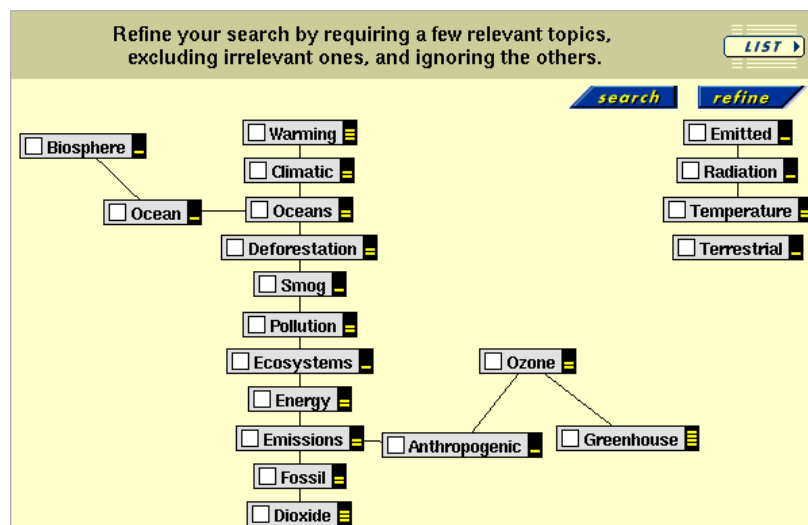 Refine your search by requiring a few relevant topics,
excluding irrelevant ones, and ignoring the others.
LIST
search
refine
Biosphere
Ocean
Warming
Climatic
Oceans
Deforestation
Smog
Pollution
Ecosystems
Energy
Emissions
Fossil
Dioxide
Ozone
Anthropogenic
Greenhouse
Emitted
Radiation
Temperature
Terrestrial